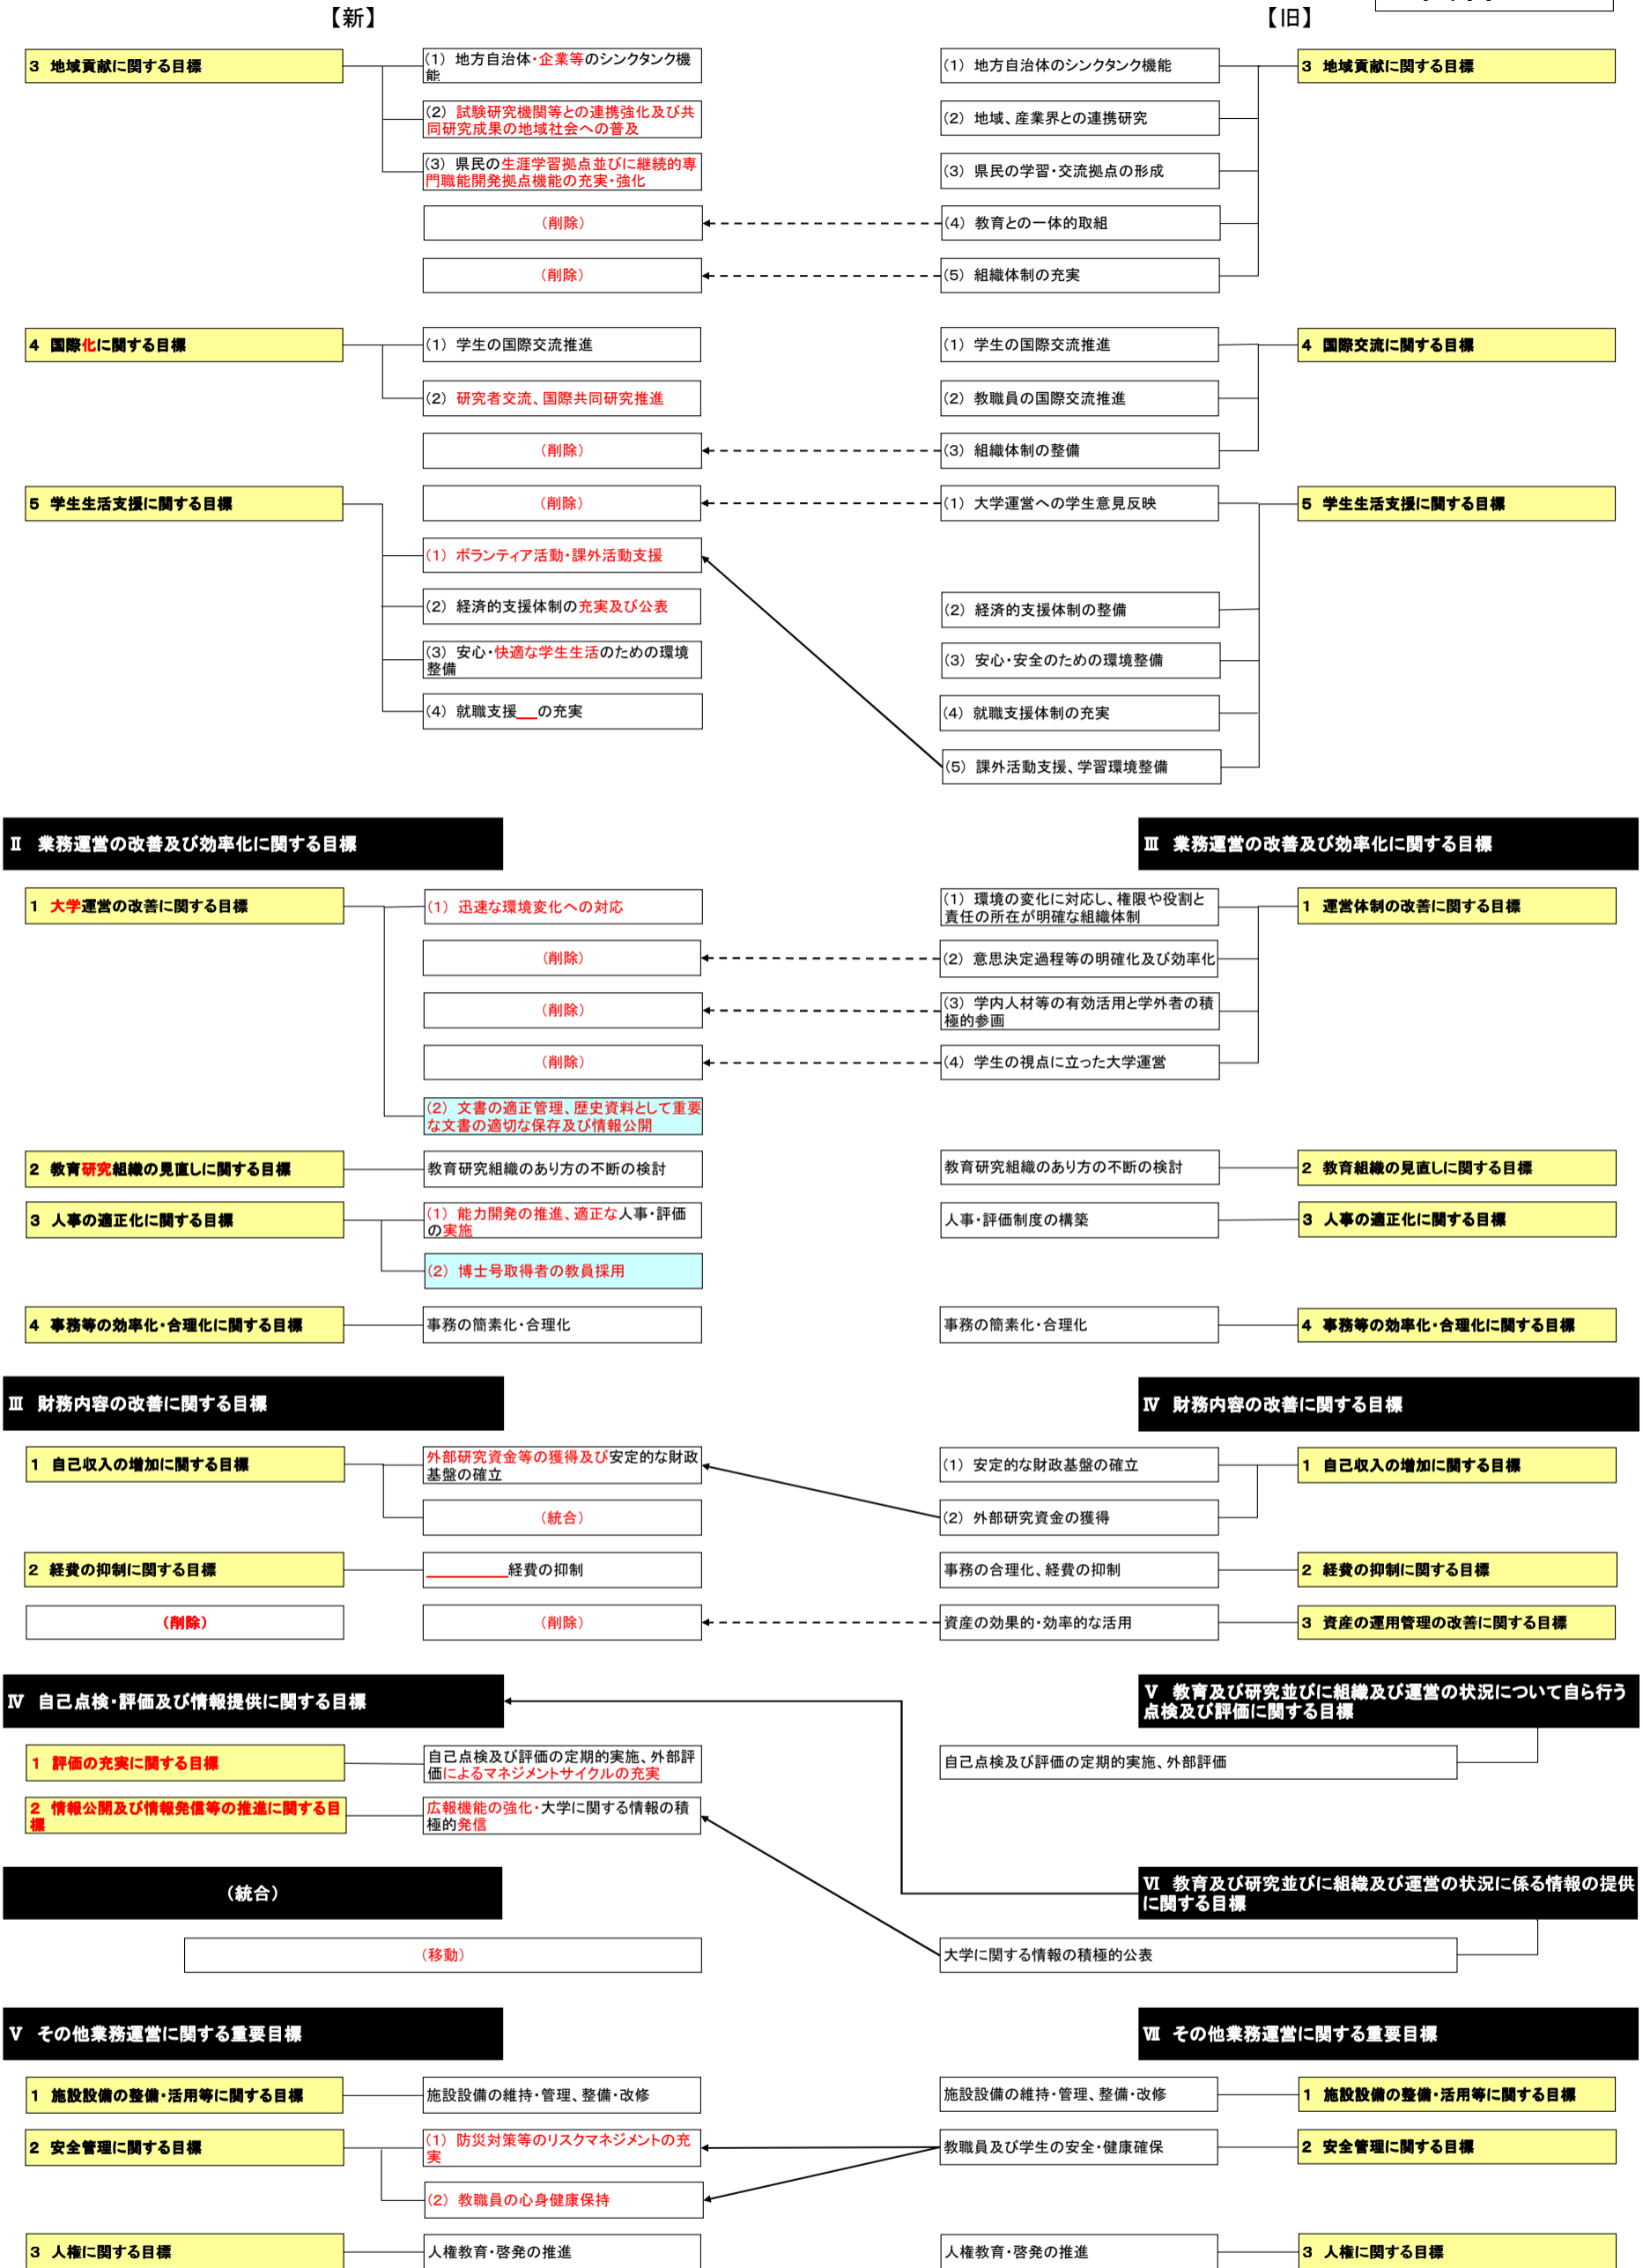 【新】
【旧】
3 地域貢献に関する目標
(1) 地方自治体・企業等のシンクタンク機
能
(1) 地方自治体のシンクタンク機能
3 地域貢献に関する目標
(2) 試験研究機関等との連携強化及び共
同研究成果の地域社会への普及
(2) 地域、産業界との連携研究
(3) 県民の生涯学習拠点並びに継続的専
門職能開発拠点機能の充実・強化
(3) 県民の学習・交流拠点の形成
(削除)
(4) 教育との一体的取組
(削除)
(5) 組織体制の充実
4 国際化に関する目標
(1) 学生の国際交流推進
(1) 学生の国際交流推進
4 国際交流に関する目標
(2) 研究者交流、国際共同研究推進
(2) 教職員の国際交流推進
(削除)
(3) 組織体制の整備
5 学生生活支援に関する目標
(削除)
(1) 大学運営への学生意見反映
5 学生生活支援に関する目標
(1) ボランティア活動・課外活動支援
(2) 経済的支援体制の充実及び公表
(2) 経済的支援体制の整備
(3) 安心・快適な学生生活のための環境
整備
(3) 安心・安全のための環境整備
(4) 就職支援__の充実
(4) 就職支援体制の充実
(5) 課外活動支援、学習環境整備
Ⅱ 業務運営の改善及び効率化に関する目標
Ⅲ 業務運営の改善及び効率化に関する目標
1 大学運営の改善に関する目標
(1) 迅速な環境変化への対応
(1) 環境の変化に対応し、権限や役割と
責任の所在が明確な組織体制
1 運営体制の改善に関する目標
(削除)
(2) 意思決定過程等の明確化及び効率化
(削除)
(3) 学内人材等の有効活用と学外者の積
極的参画
(削除)
(4) 学生の視点に立った大学運営
(2) 文書の適正管理、歴史資料として重要
な文書の適切な保存及び情報公開
2 教育研究組織の見直しに関する目標
教育研究組織のあり方の不断の検討
教育研究組織のあり方の不断の検討
2 教育組織の見直しに関する目標
3 人事の適正化に関する目標
(1) 能力開発の推進、適正な人事・評価
の実施
人事・評価制度の構築
3 人事の適正化に関する目標
(2) 博士号取得者の教員採用
4 事務等の効率化・合理化に関する目標
事務の簡素化・合理化
事務の簡素化・合理化
4 事務等の効率化・合理化に関する目標
Ⅲ 財務内容の改善に関する目標
Ⅳ 財務内容の改善に関する目標
1 自己収入の増加に関する目標
外部研究資金等の獲得及び安定的な財政
基盤の確立
(1) 安定的な財政基盤の確立
1 自己収入の増加に関する目標
(統合)
(2) 外部研究資金の獲得
2 経費の抑制に関する目標
________経費の抑制
事務の合理化、経費の抑制
2 経費の抑制に関する目標
(削除)
(削除)
資産の効果的・効率的な活用
3 資産の運用管理の改善に関する目標
Ⅳ 自己点検・評価及び情報提供に関する目標
Ⅴ 教育及び研究並びに組織及び運営の状況について自ら行う
点検及び評価に関する目標
1 評価の充実に関する目標
自己点検及び評価の定期的実施、外部評
価によるマネジメントサイクルの充実
自己点検及び評価の定期的実施、外部評価
2 情報公開及び情報発信等の推進に関する目
標
広報機能の強化・大学に関する情報の積
極的発信
(統合)
Ⅵ 教育及び研究並びに組織及び運営の状況に係る情報の提供
に関する目標
(移動)
大学に関する情報の積極的公表
Ⅴ その他業務運営に関する重要目標
Ⅶ その他業務運営に関する重要目標
1 施設設備の整備・活用等に関する目標
施設設備の維持・管理、整備・改修
施設設備の維持・管理、整備・改修
1 施設設備の整備・活用等に関する目標
2 安全管理に関する目標
(1) 防災対策等のリスクマネジメントの充
実
教職員及び学生の安全・健康確保
2 安全管理に関する目標
(2) 教職員の心身健康保持
3 人権に関する目標
人権教育・啓発の推進
人権教育・啓発の推進
3 人権に関する目標